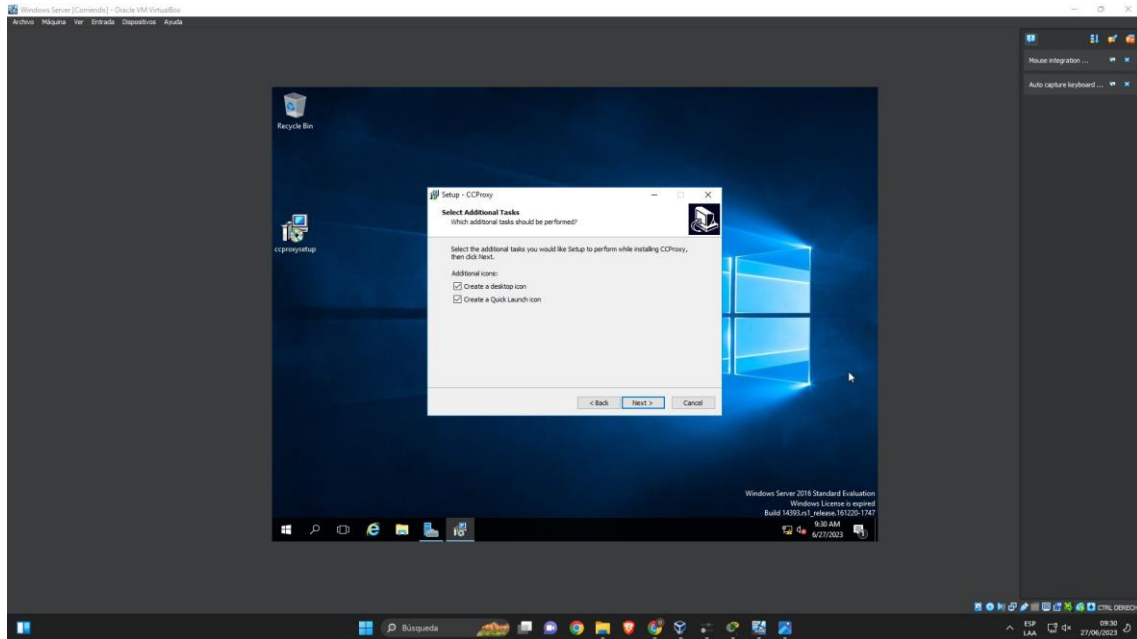 Windows Server [Corriendo] - Oracle VM VirtualBox
Archivo Máquina Ver Entrada Dispositivos Ayuda
Mouse integration ...
Auto capture keyboard ...
Recycle Bin
ccproxysetup
Setup - CCProxy
Select Additional Tasks
Which additional tasks should be performed?
Select the additional tasks you would like Setup to perform while installing CCProxy,
then click Next.
Additional icons:
Create a desktop icon
Create a Quick Launch icon
< Back Next > Cancel
Windows Server 2016 Standard Evaluation
Windows License is expired
Build 14393.rs1_release.161220-1747
9:30 AM
6/27/2023
CTRL DERECH
Búsqueda
ESP
LAA
09:30
27/06/2023